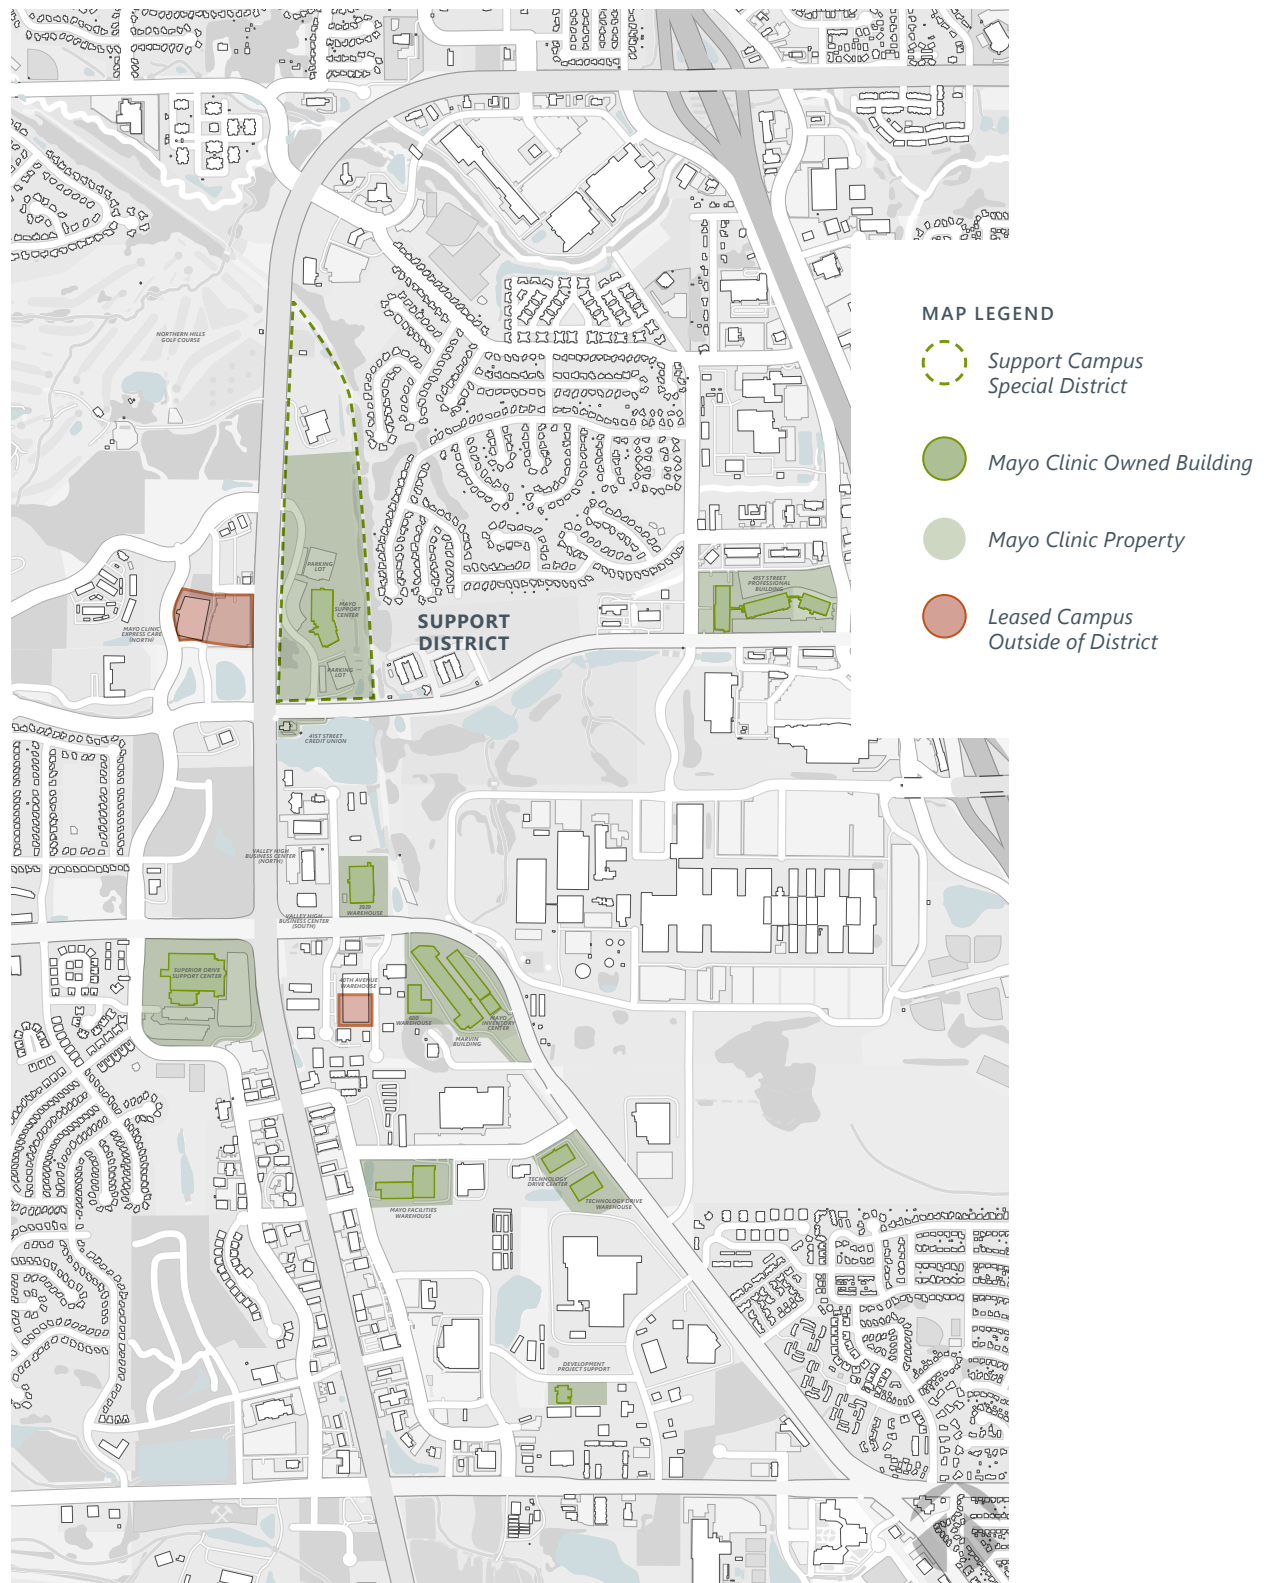 NORTHERN HILLS
GOLF COURSE
MAP LEGEND
Support Campus
Special District
Mayo Clinic Owned Building
Mayo Clinic Property
Leased Campus
Outside of District
PARKING
LOT
41ST STREET
PROFESSIONAL
BUILDING
MAYO
SUPPORT
CENTER
SUPPORT
DISTRICT
MAYO CLINIC
EXPRESS CARE
(NORTH)
PARKING
LOT
41ST STREET
CREDIT UNION
VALLEY HIGH
BUSINESS CENTER
(NORTH)
3939
WAREHOUSE
VALLEY HIGH
BUSINESS CENTER
(SOUTH)
SUPERIOR DRIVE
SUPPORT CENTER
AVENUE
WAREHOUSE
WAREHOUSE
MAYO
INVENTORY
CENTER
MARVIN
BUILDING
TECHNOLOGY
DRIVE CENTER
TECHNOLOGY DRIVE
WAREHOUSE
MAYO FACILITIES
WAREHOUSE
DEVELOPMENT
PROJECT SUPPORT